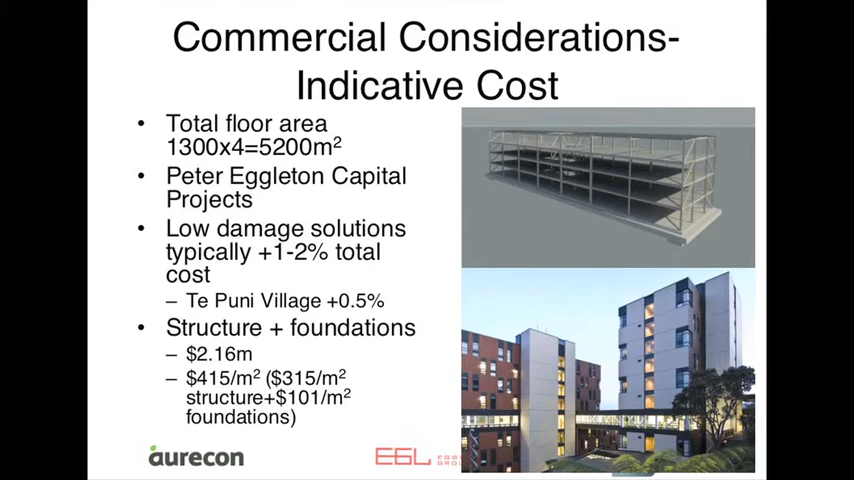 Commercial Considerations-
Indicative Cost
• Total floor area
1300x4=5200m²
• Peter Eggleton Capital
Projects
• Low damage solutions
typically +1-2% total
cost
– Te Puni Village +0.5%
• Structure + foundations
– $2.16m
– $415/m² ($315/m²
structure+$101/m²
foundations)
aurecon
EGL